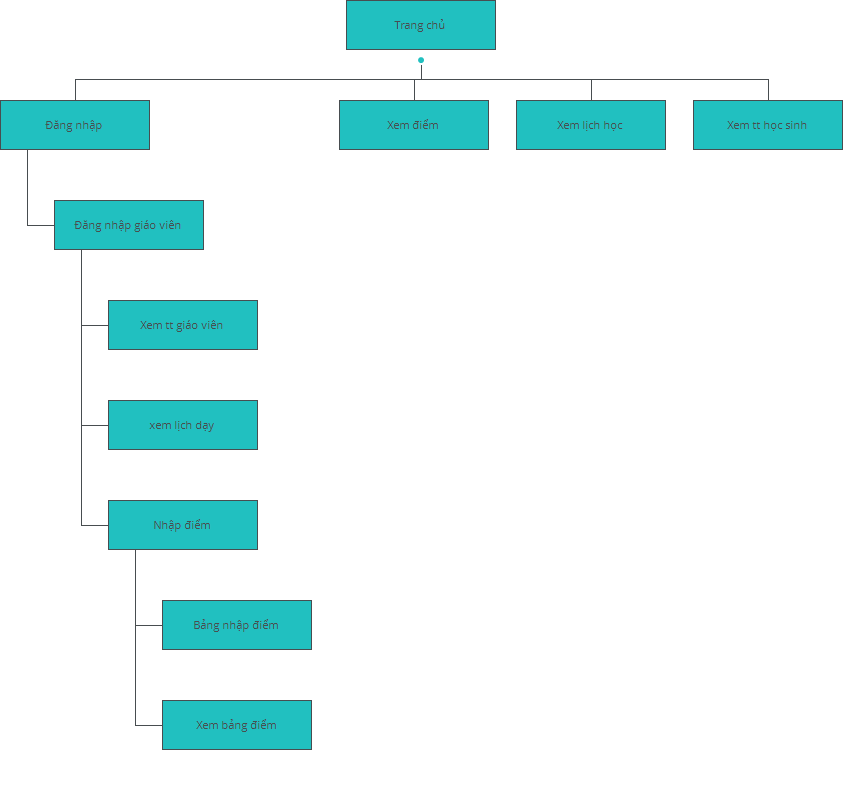 Trang chủ
Đăng nhập
Xem điểm
Xem lịch học
Xem tt học sinh
Đăng nhập giáo viên
Xem tt giáo viên
xem lịch dạy
Nhập điểm
Bảng nhập điểm
Xem bảng điểm